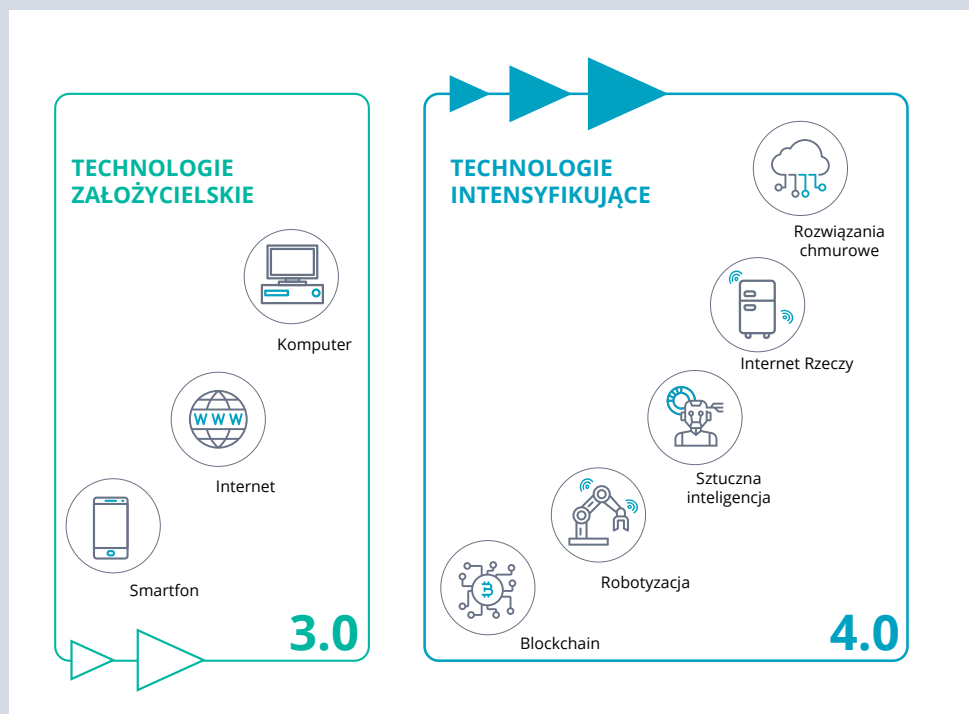 TECHNOLOGIE
ZAŁOŻYCIELSKIE
Komputer
WWW
Internet
Smartfon
3.0
TECHNOLOGIE
INTENSYFIKUJĄCE
Rozwiązania
chmurowe
Internet Rzeczy
Sztuczna
inteligencja
Robotyzacja
Blockchain
4.0